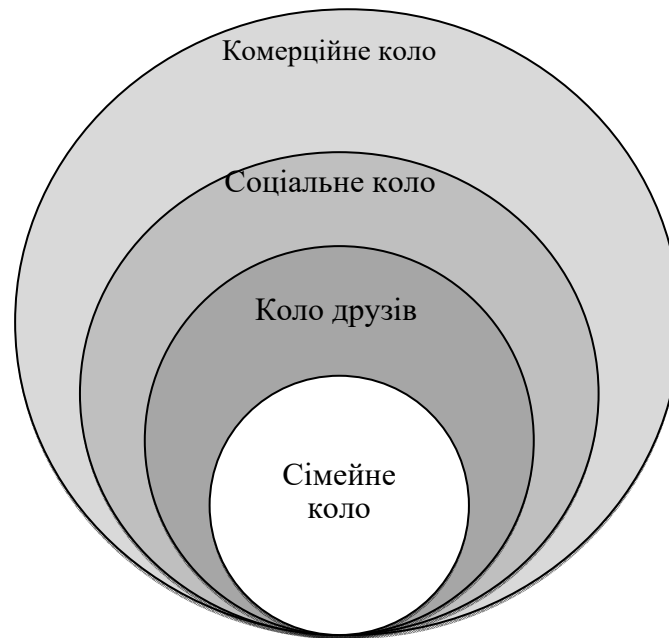 Комерційне коло
Соціальне коло
Коло друзів
Сімейне
коло